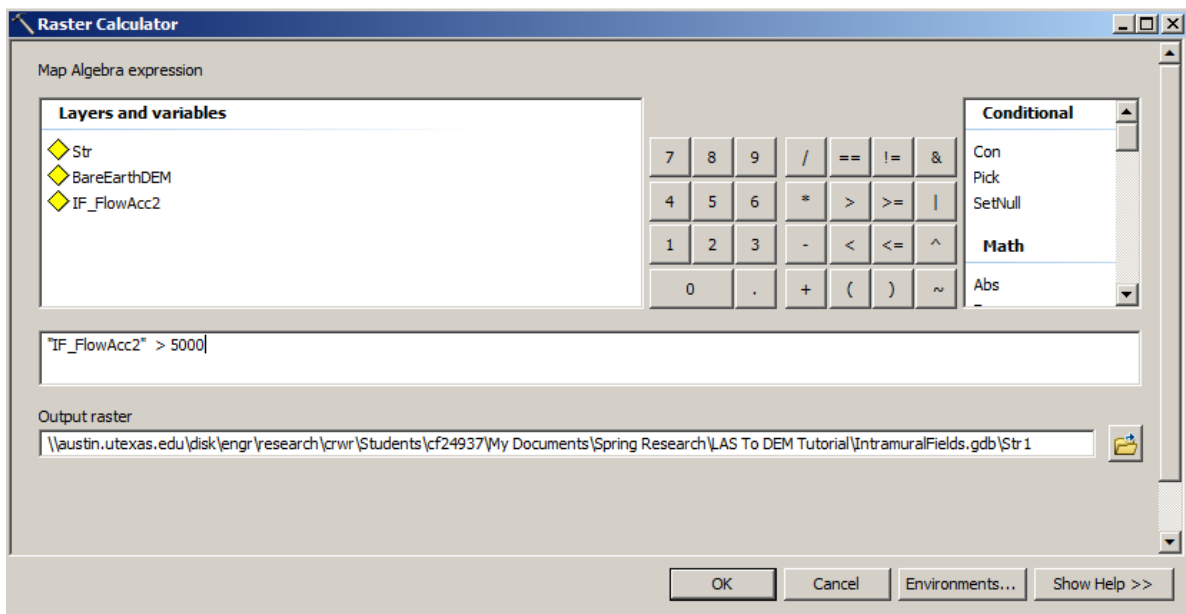 Raster Calculator
Map Algebra expression
Layers and variables
Str
BareEarthDEM
IF_FlowAcc2
7 8 9 / == != &
4 5 6 * > >= |
1 2 3 - < <= ^
0 . + ( ) ~
Conditional
Con
Pick
SetNull
Math
Abs
"IF_FlowAcc2" > 5000
Output raster
\\austin.utexas.edu\disk\engr\research\crwr\Students\cf24937\My Documents\Spring Research\LAS To DEM Tutorial\IntramuralFields.gdb\Str1
OK
Cancel
Environments...
Show Help >>